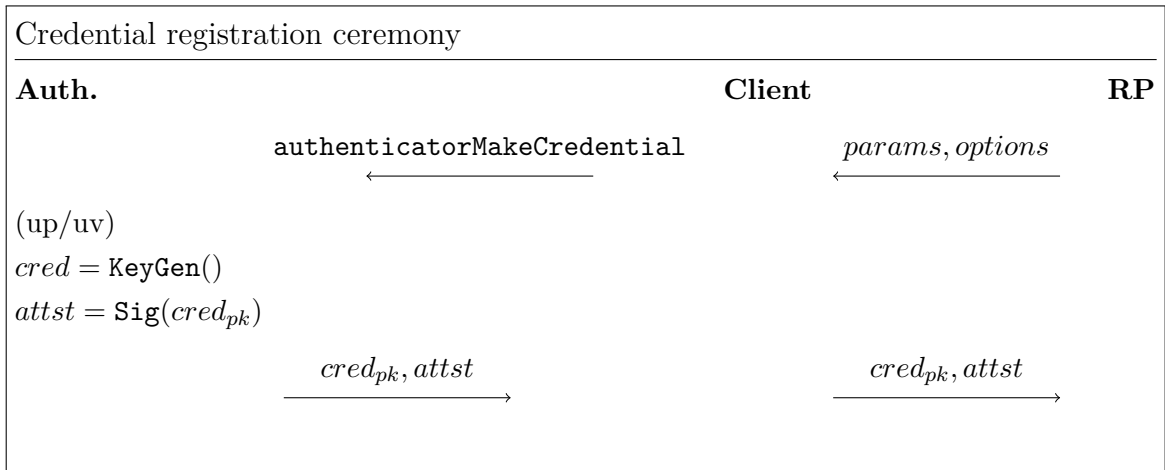 Credential registration ceremony
Auth. Client RP
authenticatorMakeCredential params, options
(up/uv)
cred = KeyGen()
attst = Sig(cred_pk)
cred_pk, attst cred_pk, attst